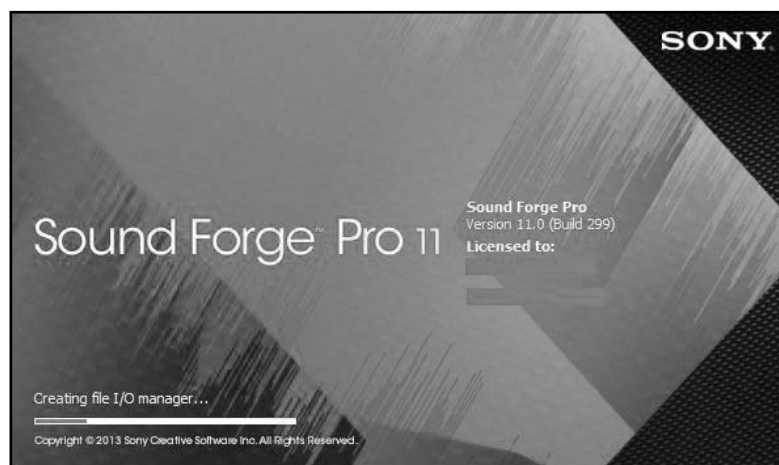 SONY
Sound Forge™ Pro 11
Sound Forge Pro
Version 11.0 (Build 299)
Licensed to:
Creating file I/O manager...
Copyright © 2013 Sony Creative Software Inc. All Rights Reserved.